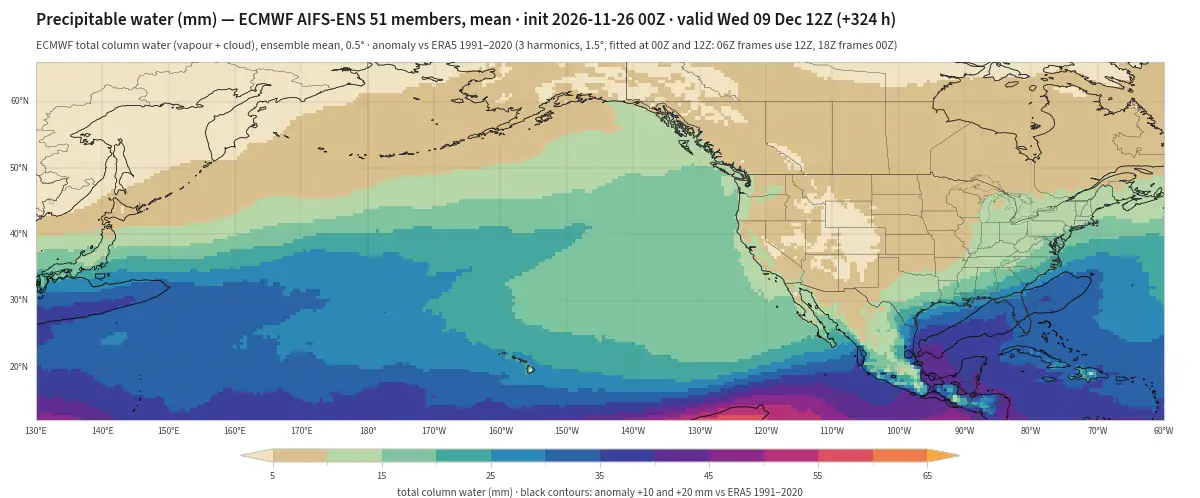 Precipitable water (mm) — ECMWF AIFS-ENS 51 members, mean · init 2026-11-26 00Z · valid Wed 09 Dec 12Z (+324 h)
ECMWF total column water (vapour + cloud), ensemble mean, 0.5° · anomaly vs ERA5 1991–2020 (3 harmonics, 1.5°, fitted at 00Z and 12Z: 06Z frames use 12Z, 18Z frames 00Z)
60°N
50°N
40°N
30°N
20°N
130°E 140°E 150°E 160°E 170°E 180° 170°W 160°W 150°W 140°W 130°W 120°W 110°W 100°W 90°W 80°W 70°W 60°W
5 15 25 35 45 55 65
total column water (mm) · black contours: anomaly +10 and +20 mm vs ERA5 1991–2020